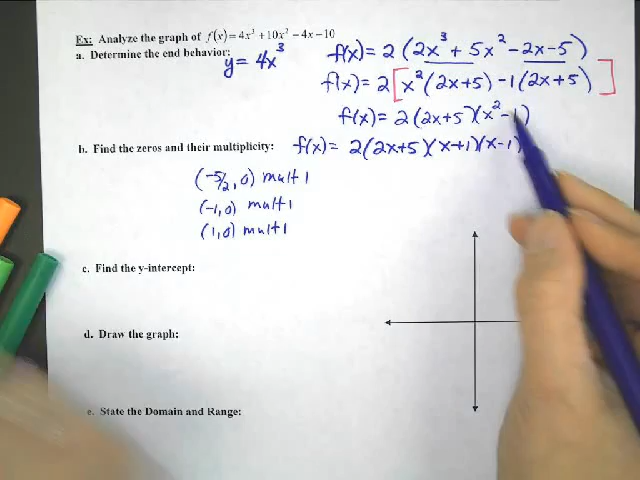 Ex: Analyze the graph of f(x) = 4x³ + 10x² − 4x − 10
a. Determine the end behavior:
y = 4x³
f(x) = 2(2x³ + 5x² − 2x − 5)
f(x) = 2[x²(2x+5) − 1(2x+5)]
f(x) = 2(2x+5)(x² − 1)
b. Find the zeros and their multiplicity:
f(x) = 2(2x+5)(x+1)(x−1)
(−5/2, 0) mult 1
(−1, 0) mult 1
(1, 0) mult 1
c. Find the y-intercept:
d. Draw the graph:
e. State the Domain and Range: